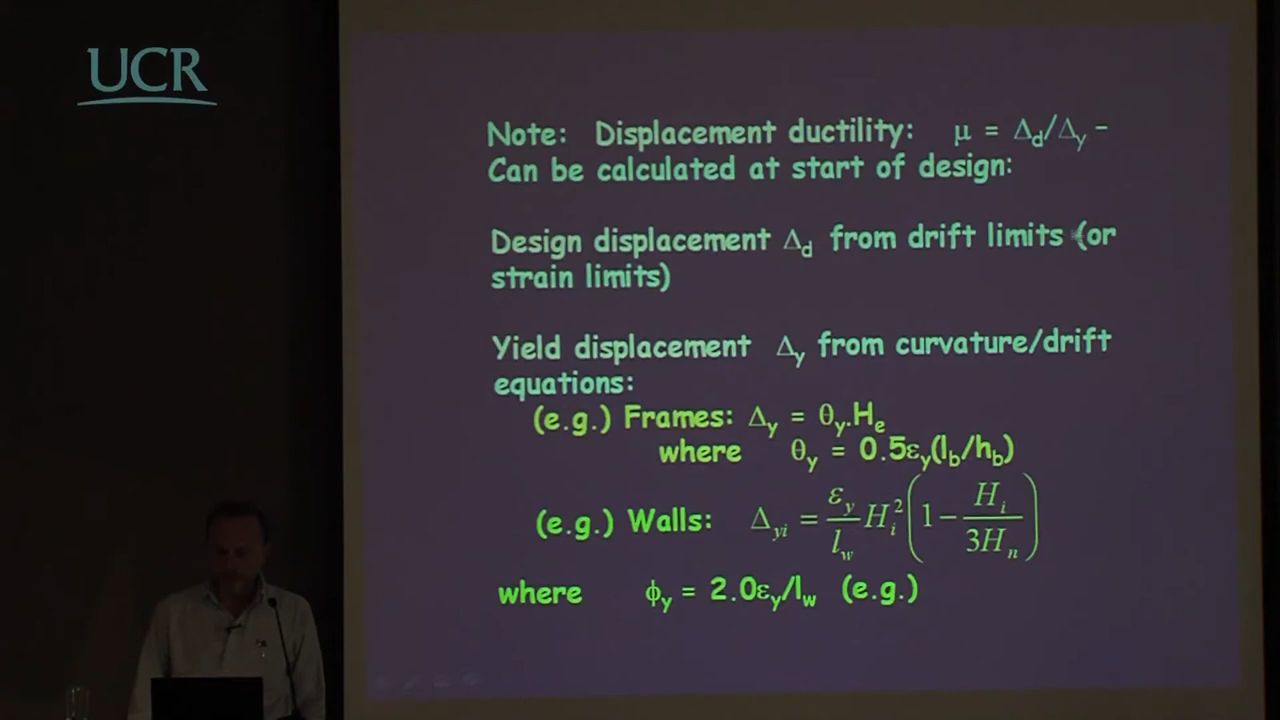 UCR
Note: Displacement ductility: μ = Δd/Δy –
Can be calculated at start of design:
Design displacement Δd from drift limits (or
strain limits)
Yield displacement Δy from curvature/drift
equations:
(e.g.) Frames: Δy = θy.He
where θy = 0.5εy(lb/hb)
(e.g.) Walls: Δyi = εy/lw Hi²(1 − Hi/3Hn)
where ϕy = 2.0εy/lw (e.g.)